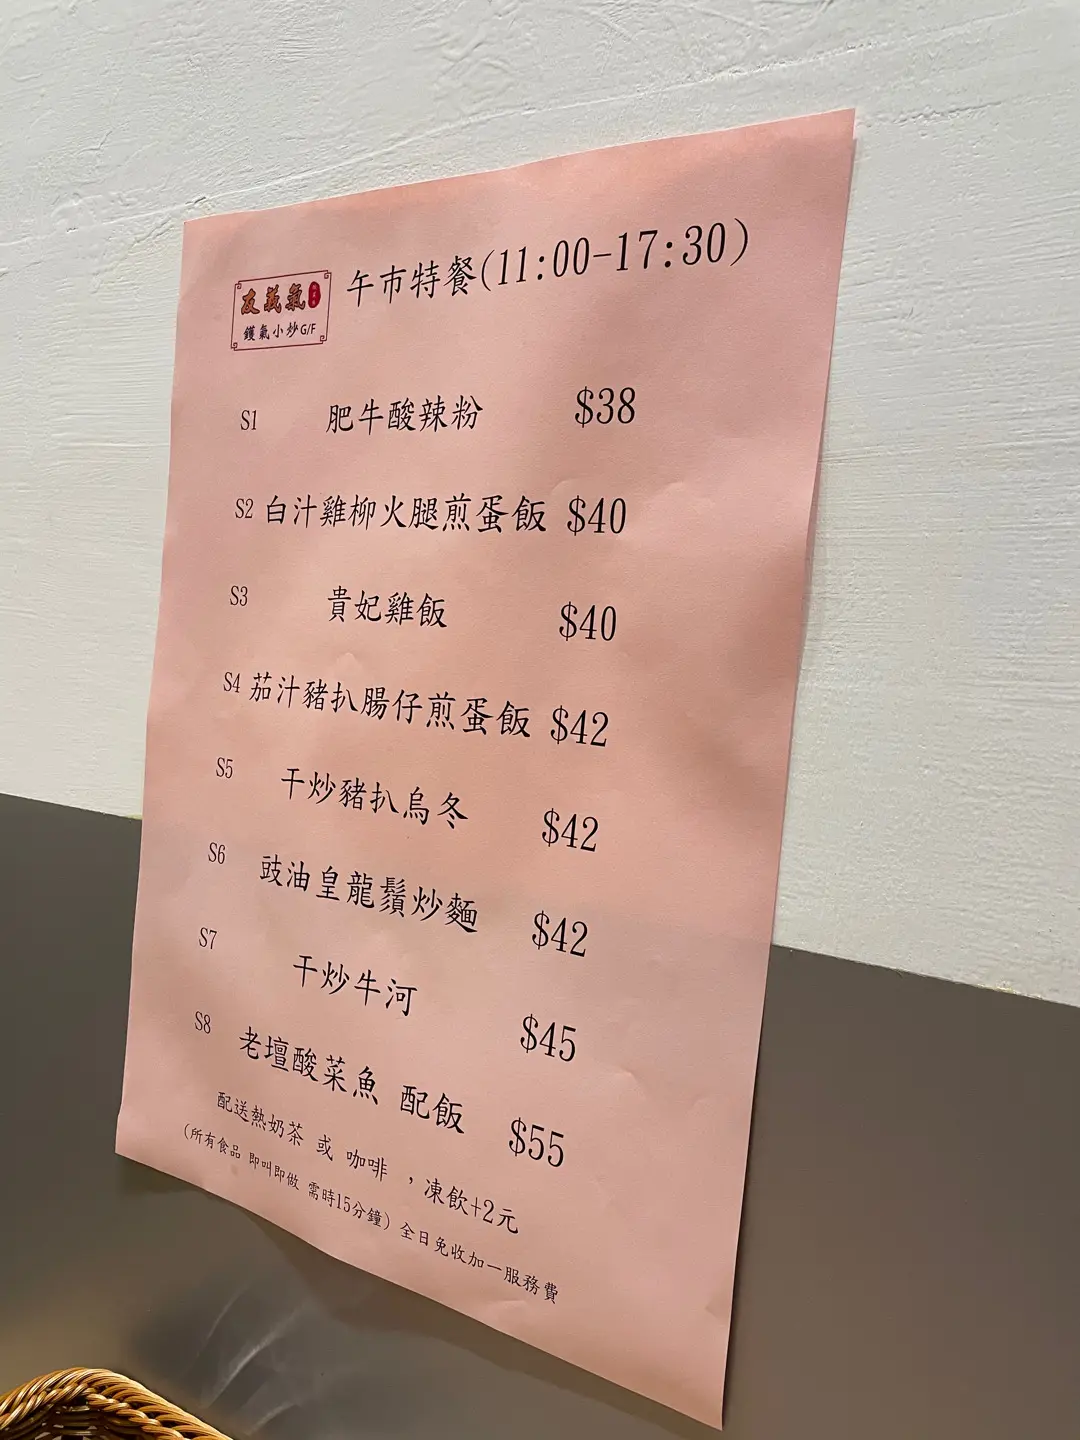 友義氣
鑊氣小炒G/F
午市特餐(11:00-17:30)
S1 肥牛酸辣粉 $38
S2 白汁雞柳火腿煎蛋飯 $40
S3 貴妃雞飯 $40
S4 茄汁豬扒腸仔煎蛋飯 $42
S5 干炒豬扒烏冬 $42
S6 豉油皇龍鬚炒麵 $42
S7 干炒牛河 $45
S8 老壇酸菜魚 配飯 $55
配送熱奶茶 或 咖啡 ,凍飲+2元
(所有食品 即叫即做 需時15分鐘) 全日免收加一服務費